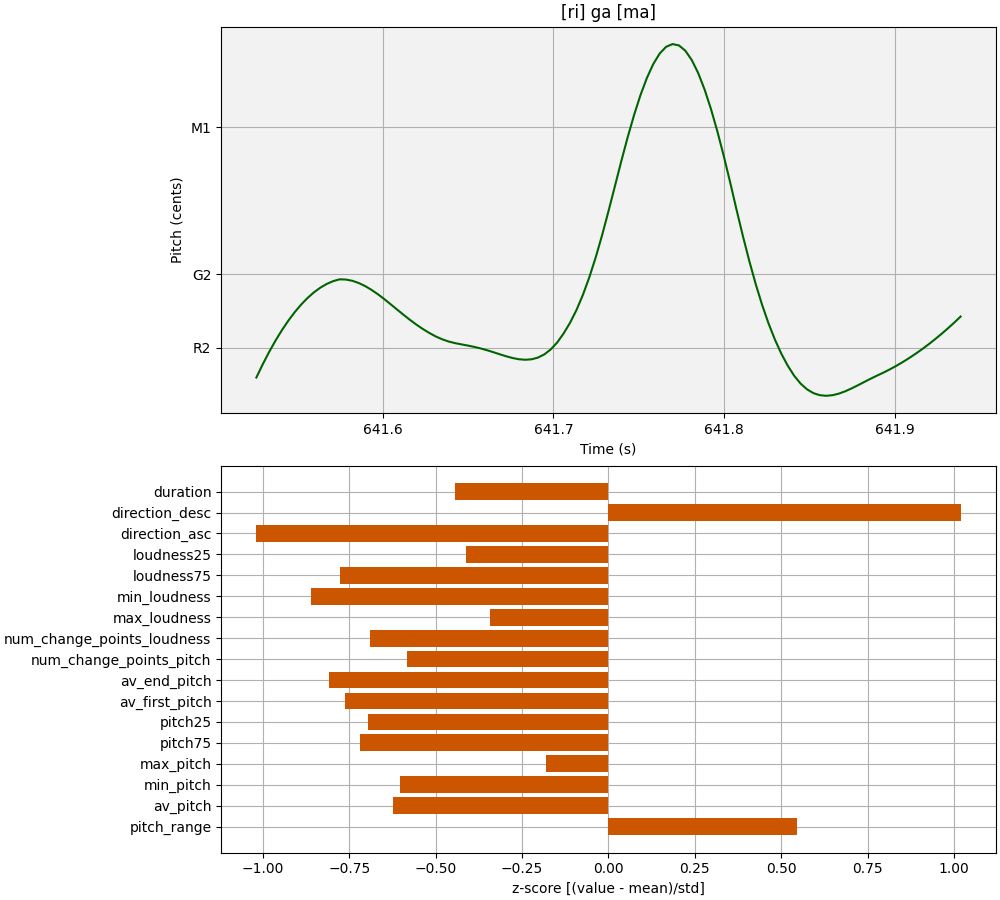 [ri] ga [ma]
Pitch (cents)
M1
G2
R2
641.6 641.7 641.8 641.9
Time (s)
duration
direction_desc
direction_asc
loudness25
loudness75
min_loudness
max_loudness
num_change_points_loudness
num_change_points_pitch
av_end_pitch
av_first_pitch
pitch25
pitch75
max_pitch
min_pitch
av_pitch
pitch_range
−1.00 −0.75 −0.50 −0.25 0.00 0.25 0.50 0.75 1.00
z-score [(value - mean)/std]